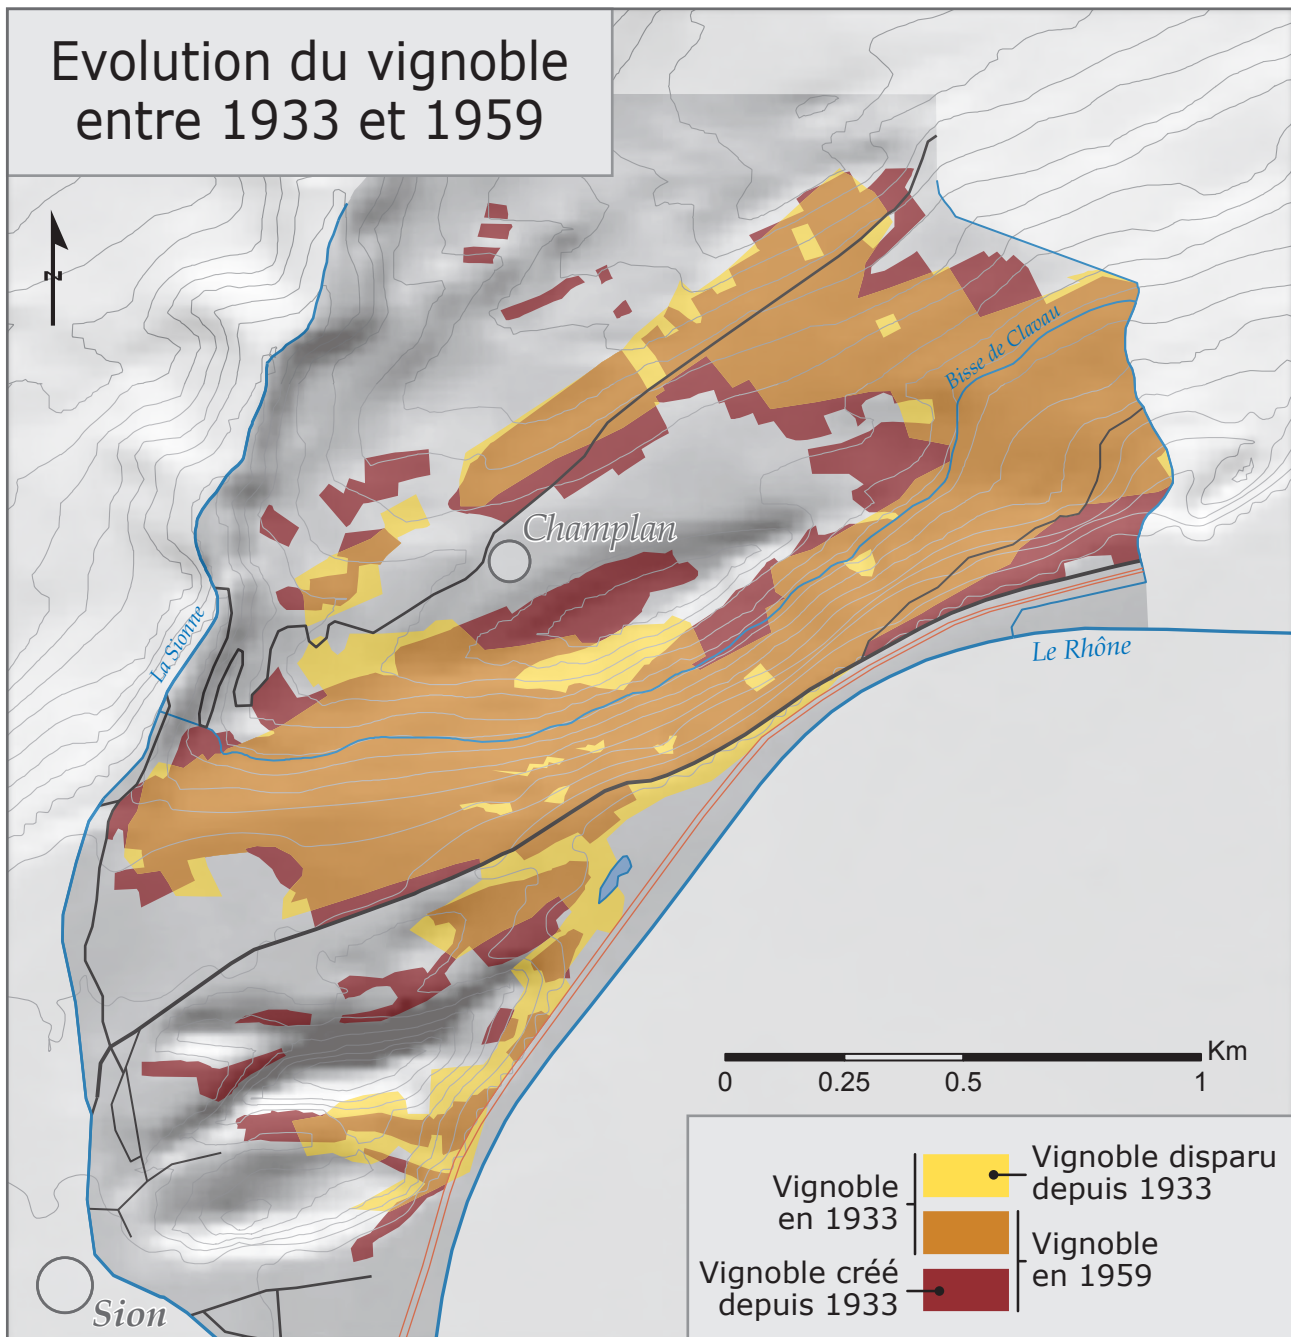 Evolution du vignoble
entre 1933 et 1959
z
Bisse de Clavau
Champlan
La Sionne
Le Rhône
Km
0
0.25
0.5
1
Vignoble disparu
depuis 1933
Vignoble
en 1933
Vignoble
en 1959
Vignoble créé
depuis 1933
Sion